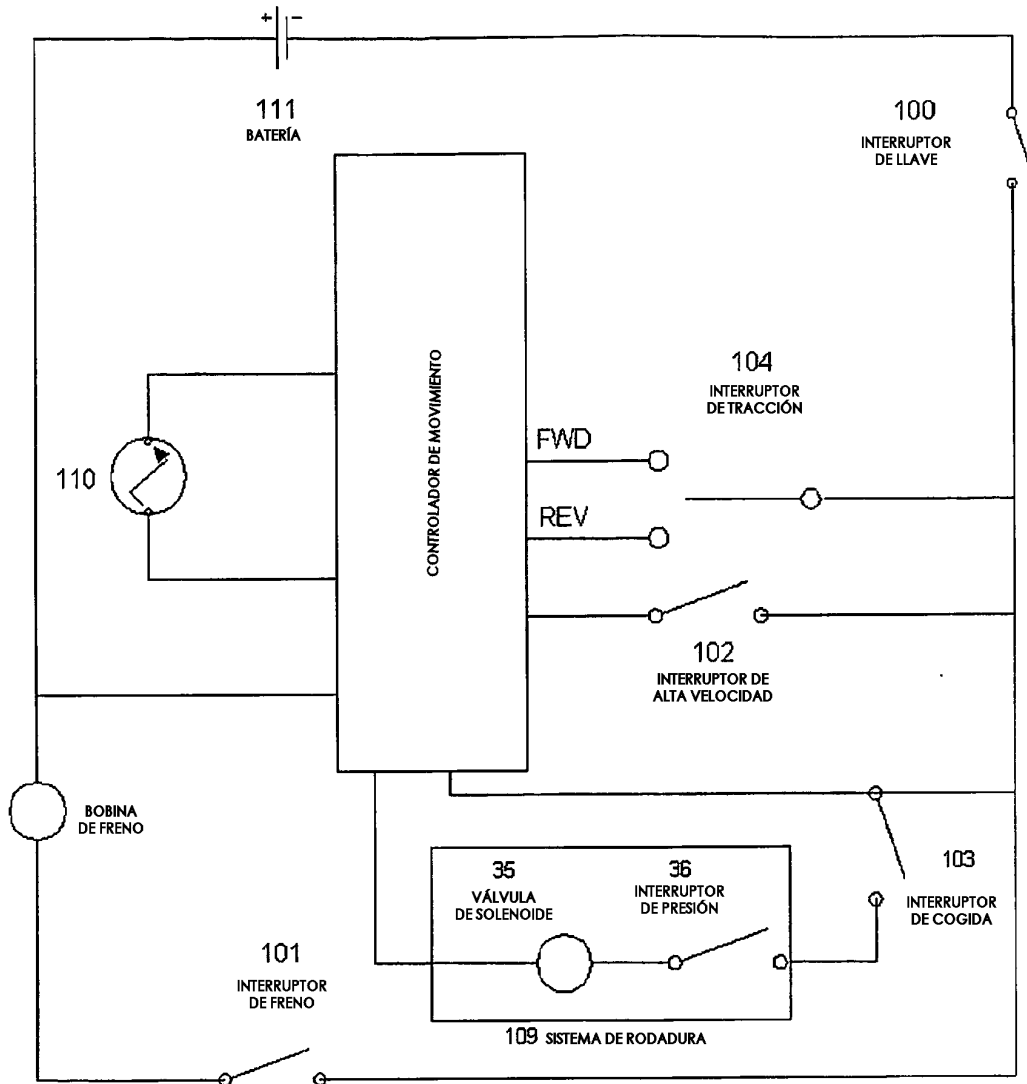 + -
111
BATERÍA
100
INTERRUPTOR
DE LLAVE
CONTROLADOR DE MOVIMIENTO
104
INTERRUPTOR
DE TRACCIÓN
FWD
110
REV
102
INTERRUPTOR DE
ALTA VELOCIDAD
BOBINA
DE FRENO
35
VÁLVULA
DE SOLENOIDE
36
INTERRUPTOR
DE PRESIÓN
103
INTERRUPTOR
DE COGIDA
101
INTERRUPTOR
DE FRENO
109 SISTEMA DE RODADURA